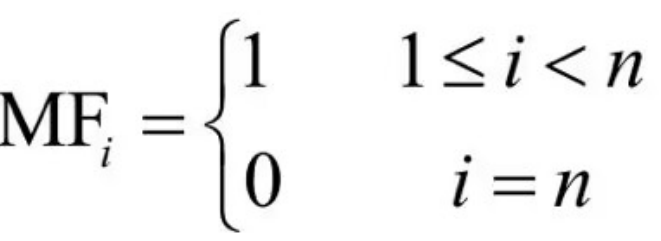 MF_i = { 1  1 ≤ i < n
0  i = n